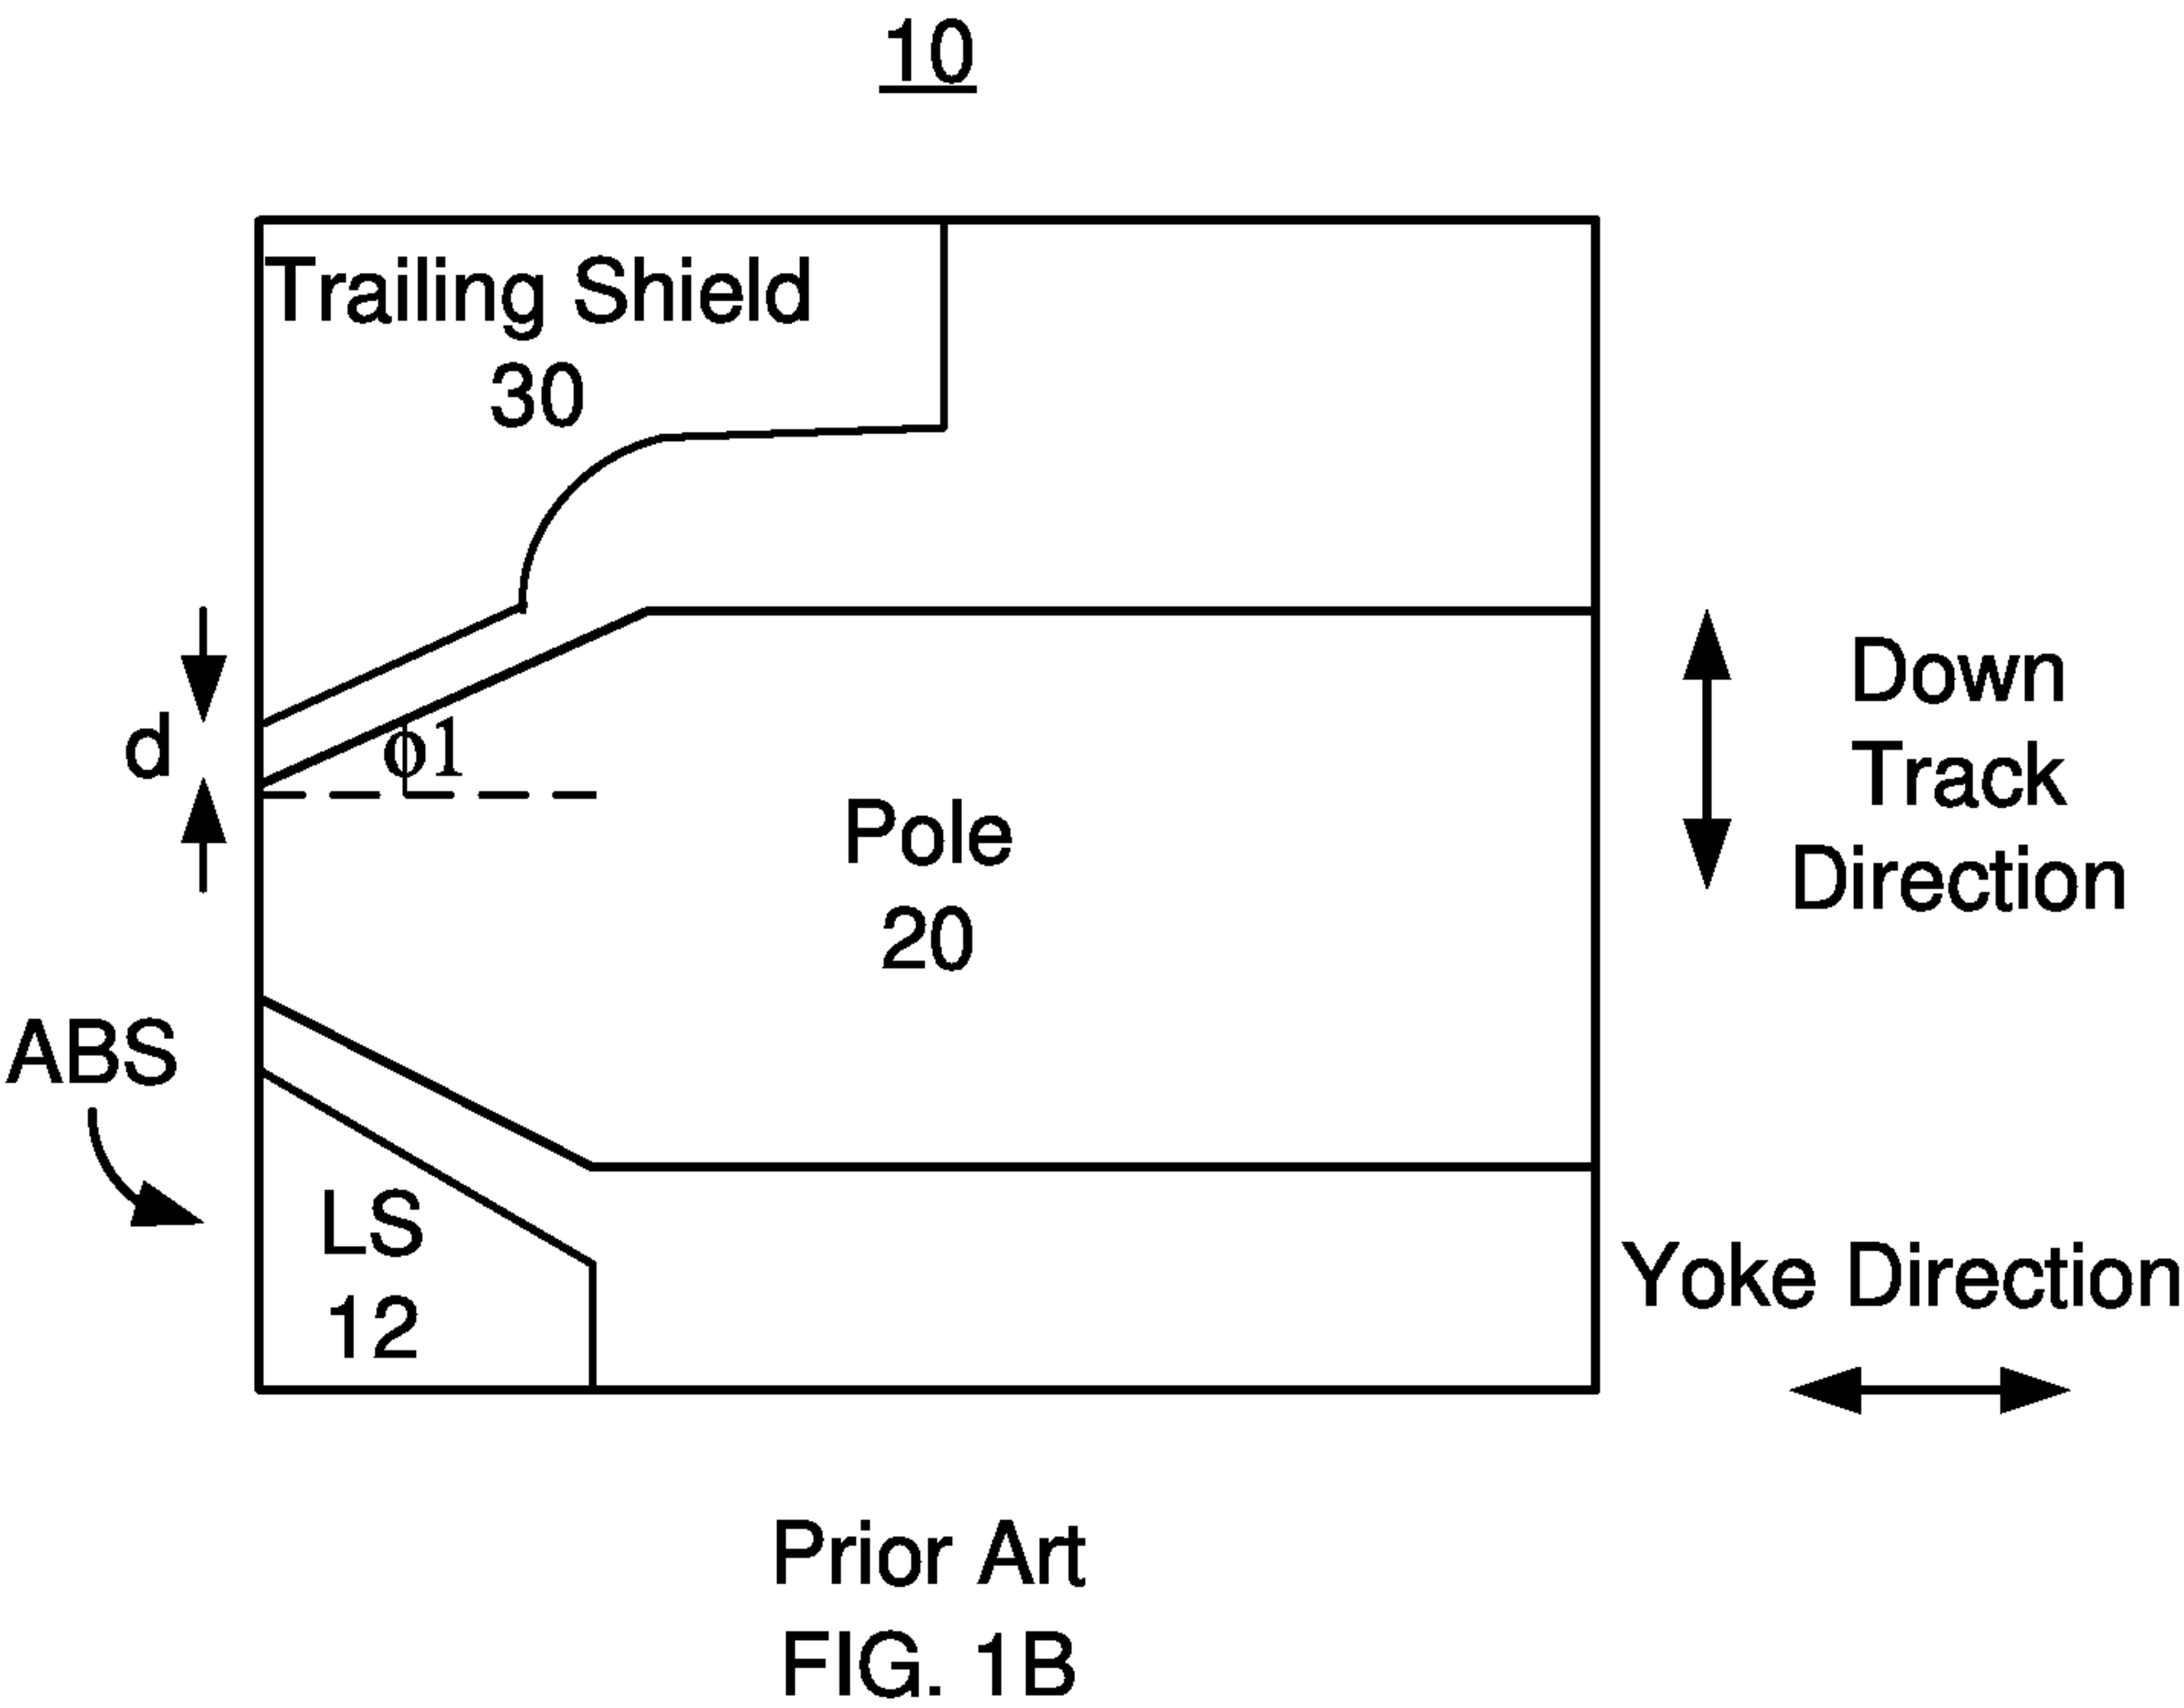 10
Trailing Shield
30
d
ϕ1
Down
Track
Direction
Pole
20
ABS
LS
12
Yoke Direction
Prior Art
FIG. 1B